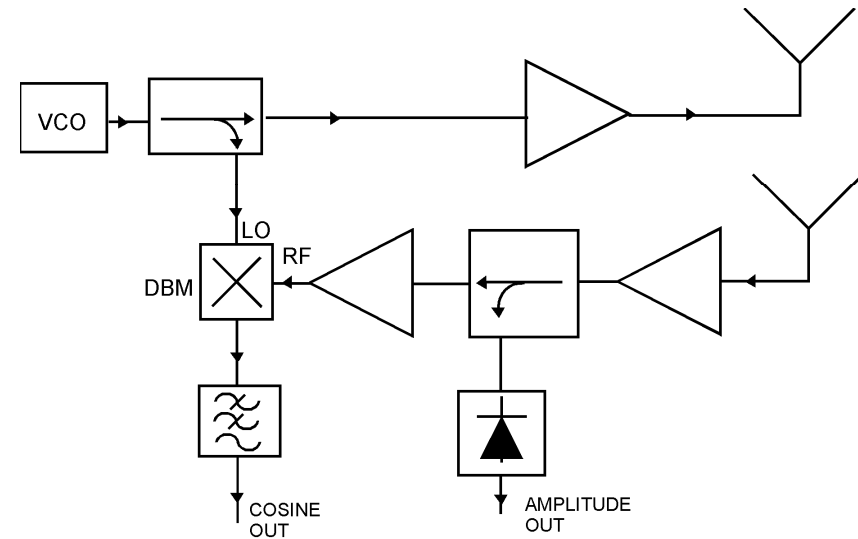 VCO
LO
RF
DBM
COSINE
OUT
AMPLITUDE
OUT